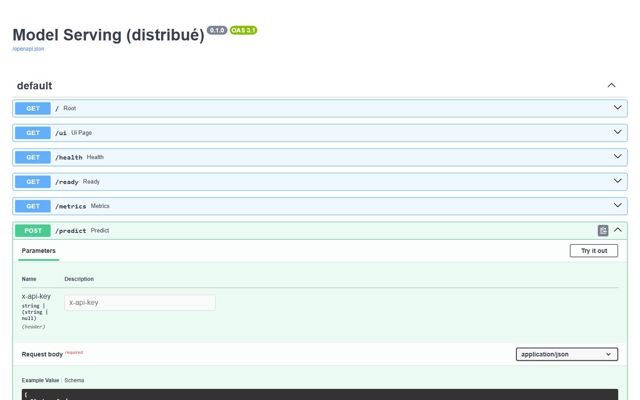 Model Serving (distribué) 0.1.0 OAS 3.1
/openapi.json
default
GET / Root
GET /ui Ui Page
GET /health Health
GET /ready Ready
GET /metrics Metrics
POST /predict Predict
Parameters Try it out
Name Description
x-api-key x-api-key
string |
(string |
null)
(header)
Request body required application/json
Example Value | Schema
{